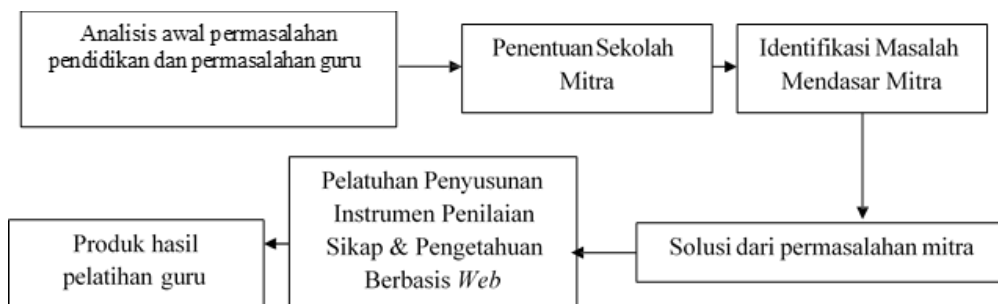 Analisis awal permasalahan
pendidikan dan permasalahan guru
Penentuan Sekolah
Mitra
Identifikasi Masalah
Mendasar Mitra
Solusi dari permasalahan mitra
Pelatuhan Penyusunan
Instrumen Penilaian
Sikap & Pengetahuan
Berbasis Web
Produk hasil
pelatihan guru